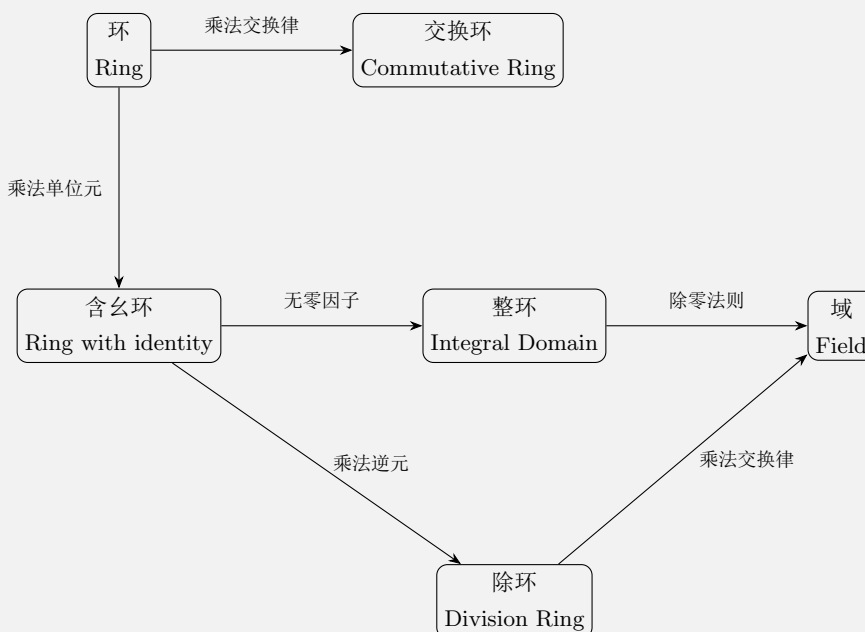 环
Ring
乘法交换律
交换环
Commutative Ring
乘法单位元
含幺环
Ring with identity
无零因子
整环
Integral Domain
除零法则
域
Field
乘法逆元
乘法交换律
除环
Division Ring